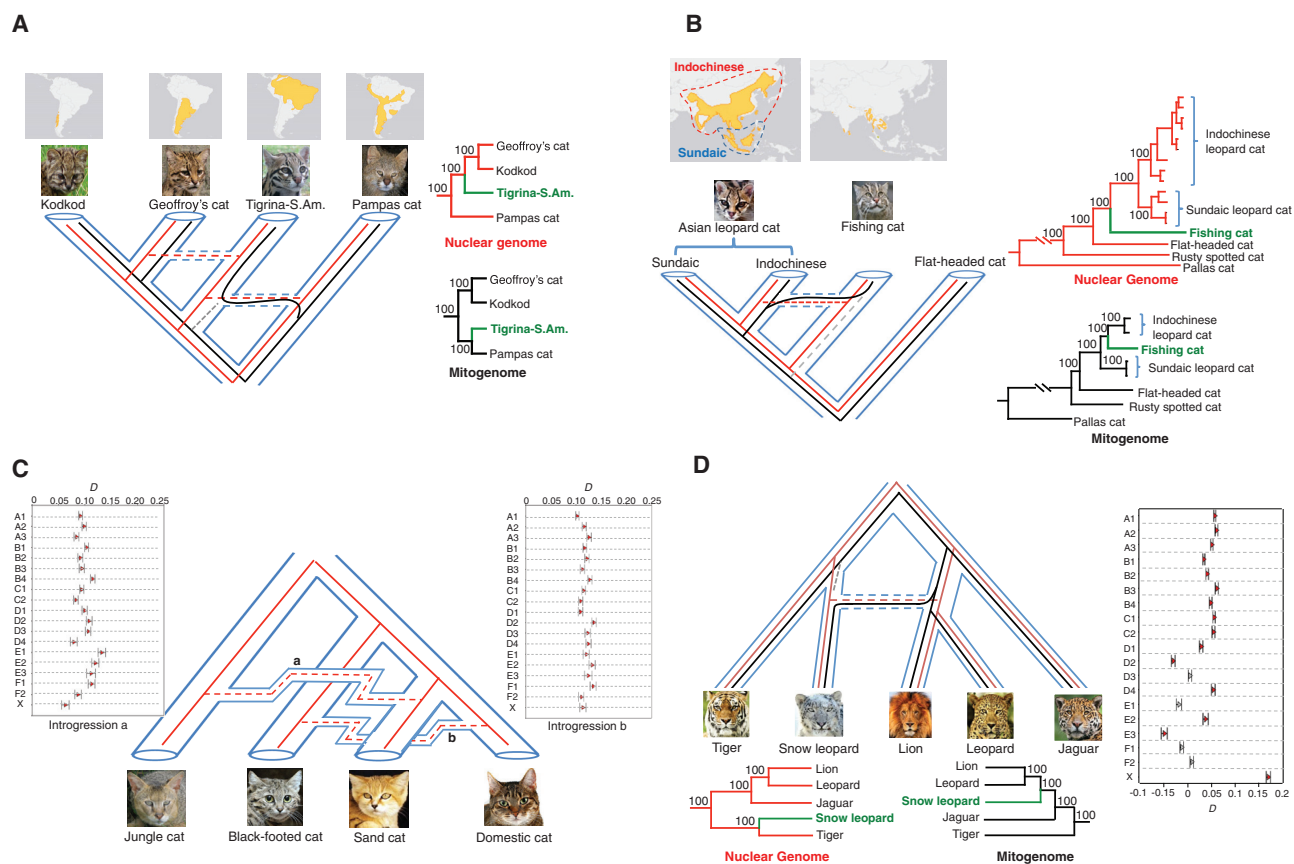 A
Kodkod
Geoffroy's cat
Tigrina-S.Am.
Pampas cat
Geoffroy's cat
100
100
Kodkod
100
Tigrina-S.Am.
Pampas cat
Nuclear genome
Geoffroy's cat
100
Kodkod
100
Tigrina-S.Am.
100
Pampas cat
Mitogenome
B
Indochinese
Sundaic
Asian leopard cat
Fishing cat
Sundaic
Indochinese
Flat-headed cat
100
Indochinese
leopard cat
100
100
Sundaic leopard cat
100
100
Fishing cat
Flat-headed cat
100
Rusty spotted cat
Pallas cat
Nuclear Genome
100
Indochinese
leopard cat
100
Fishing cat
100
100
Sundaic leopard cat
100
Flat-headed cat
Rusty spotted cat
Pallas cat
Mitogenome
C
D
0 0.05 0.10 0.15 0.20 0.25
A1
A2
A3
B1
B2
B3
B4
C1
C2
D1
D2
D3
D4
E1
E2
E3
F1
F2
X
Introgression a
a
b
D
0 0.05 0.10 0.15 0.20 0.25
A1
A2
A3
B1
B2
B3
B4
C1
C2
D1
D2
D3
D4
E1
E2
E3
F1
F2
X
Introgression b
Jungle cat
Black-footed cat
Sand cat
Domestic cat
D
Tiger
Snow leopard
Lion
Leopard
Jaguar
100
Lion
100
Leopard
100
Jaguar
Snow leopard
100
Tiger
Nuclear Genome
Lion
100
Leopard
100
Snow leopard
100
Jaguar
100
Tiger
Mitogenome
A1
A2
A3
B1
B2
B3
B4
C1
C2
D1
D2
D3
D4
E1
E2
E3
F1
F2
X
-0.1 -0.05 0 0.05 0.1 0.15 0.2
D